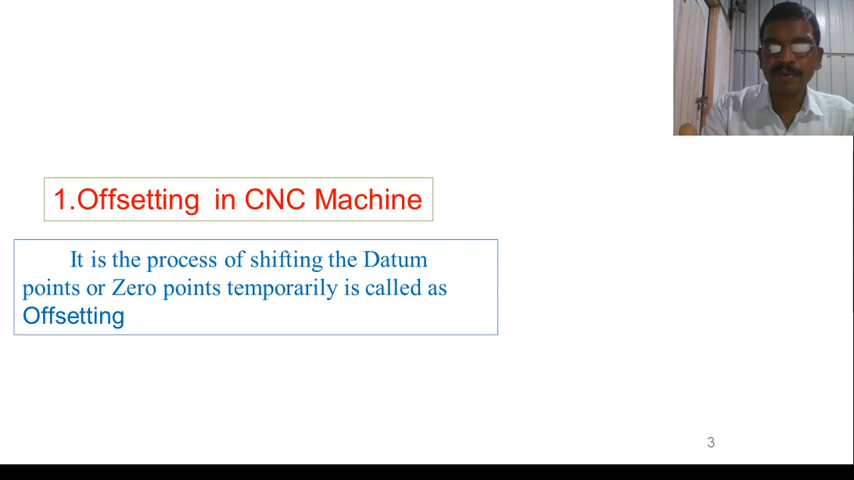 1.Offsetting in CNC Machine
It is the process of shifting the Datum
points or Zero points temporarily is called as
Offsetting
3